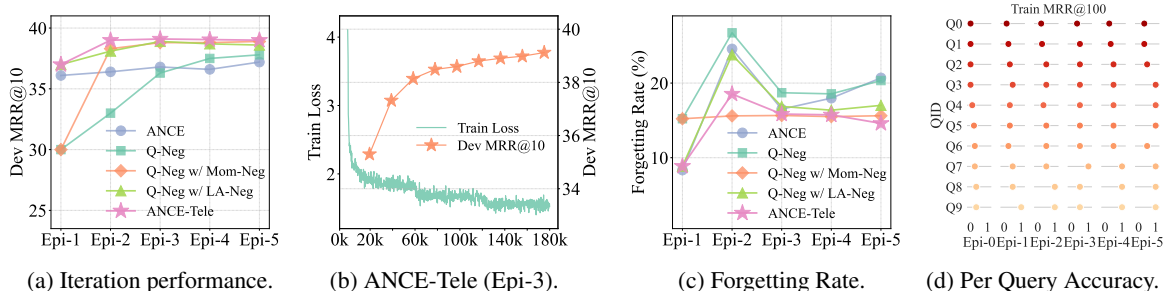 40
35
30
25
Dev MRR@10
ANCE
Q-Neg
Q-Neg w/ Mom-Neg
Q-Neg w/ LA-Neg
ANCE-Tele
Epi-1 Epi-2 Epi-3 Epi-4 Epi-5
(a) Iteration performance.
4
3
2
Train Loss
40
38
36
34
Dev MRR@10
Train Loss
Dev MRR@10
0k 20k 60k 100k 140k 180k
(b) ANCE-Tele (Epi-3).
20
10
Forgetting Rate (%)
ANCE
Q-Neg
Q-Neg w/ Mom-Neg
Q-Neg w/ LA-Neg
ANCE-Tele
Epi-1 Epi-2 Epi-3 Epi-4 Epi-5
(c) Forgetting Rate.
Train MRR@100
Q0
Q1
Q2
Q3
Q4
Q5
Q6
Q7
Q8
Q9
QID
0 1 0 1 0 1 0 1 0 1 0 1
Epi-0 Epi-1 Epi-2 Epi-3 Epi-4 Epi-5
(d) Per Query Accuracy.